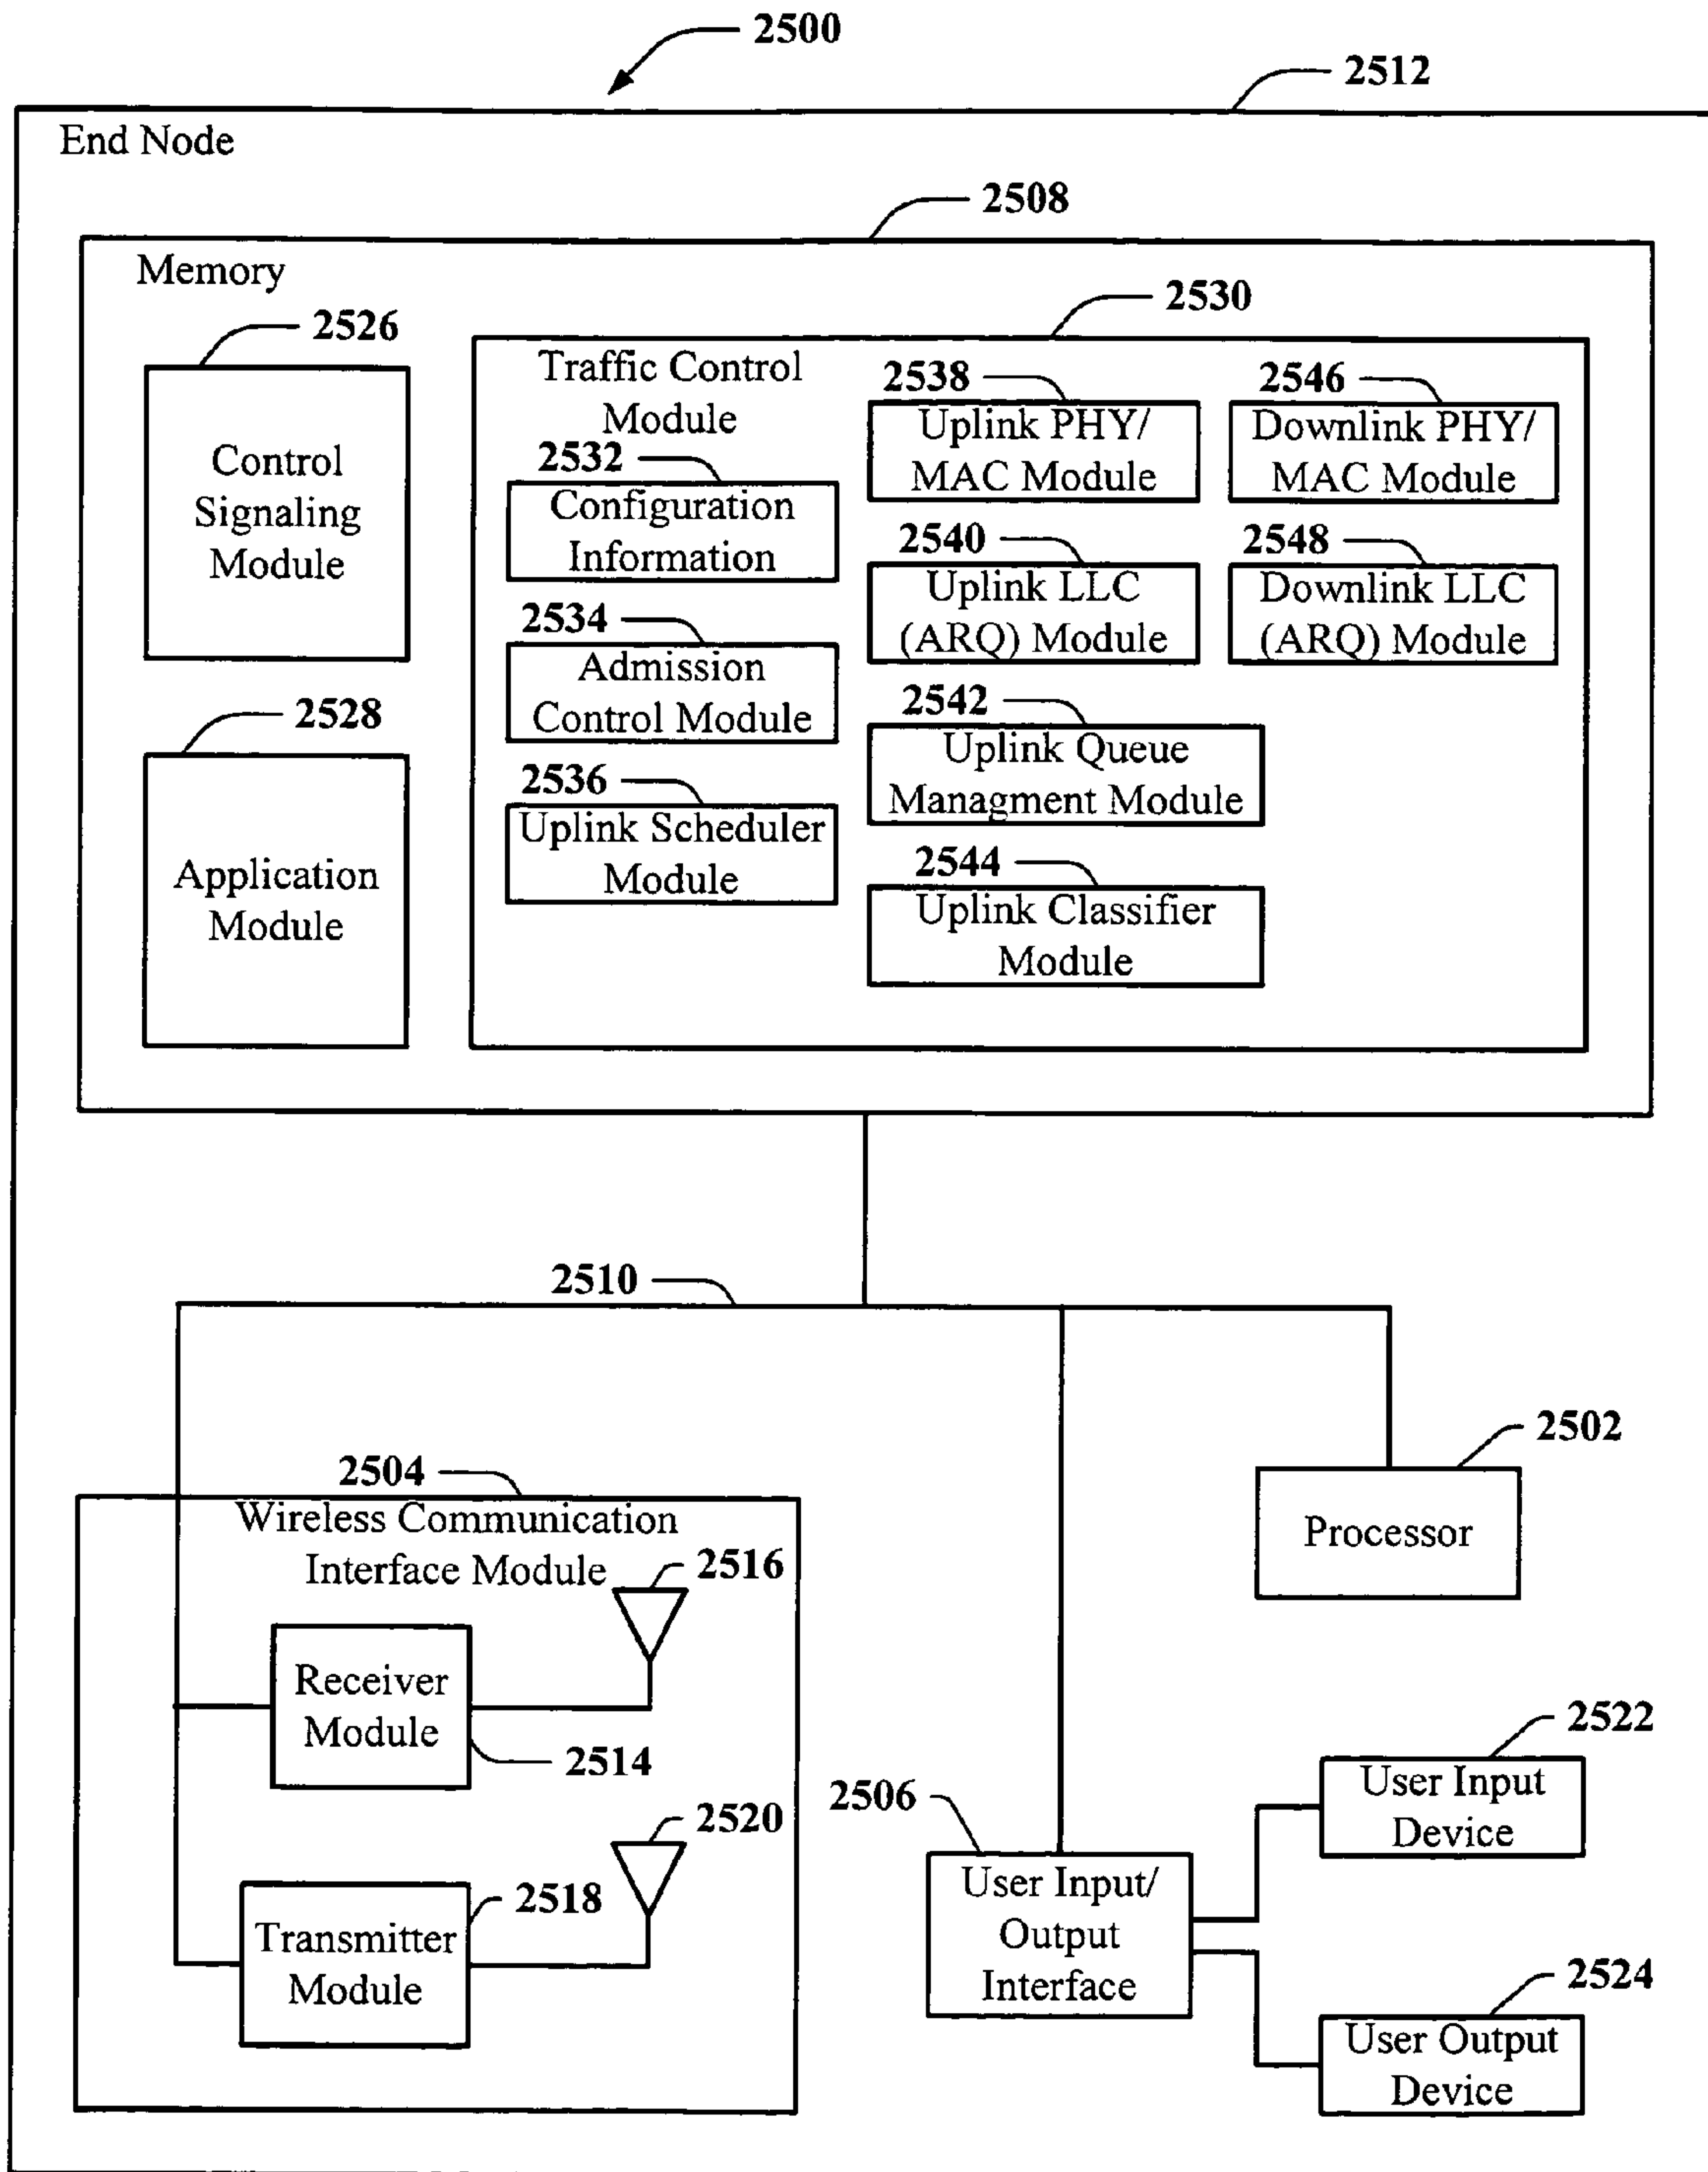 2500
2512
End Node
2508
Memory
2530
2526
Control
Signaling
Module
2528
Application
Module
Traffic Control
Module
2532
Configuration
Information
2534
Admission
Control Module
2536
Uplink Scheduler
Module
2538
Uplink PHY/
MAC Module
2540
Uplink LLC
(ARQ) Module
2542
Uplink Queue
Managment Module
2544
Uplink Classifier
Module
2546
Downlink PHY/
MAC Module
2548
Downlink LLC
(ARQ) Module
2510
2504
Wireless Communication
Interface Module
2516
Receiver
Module
2514
2520
2518
Transmitter
Module
2502
Processor
2506
User Input/
Output
Interface
2522
User Input
Device
2524
User Output
Device